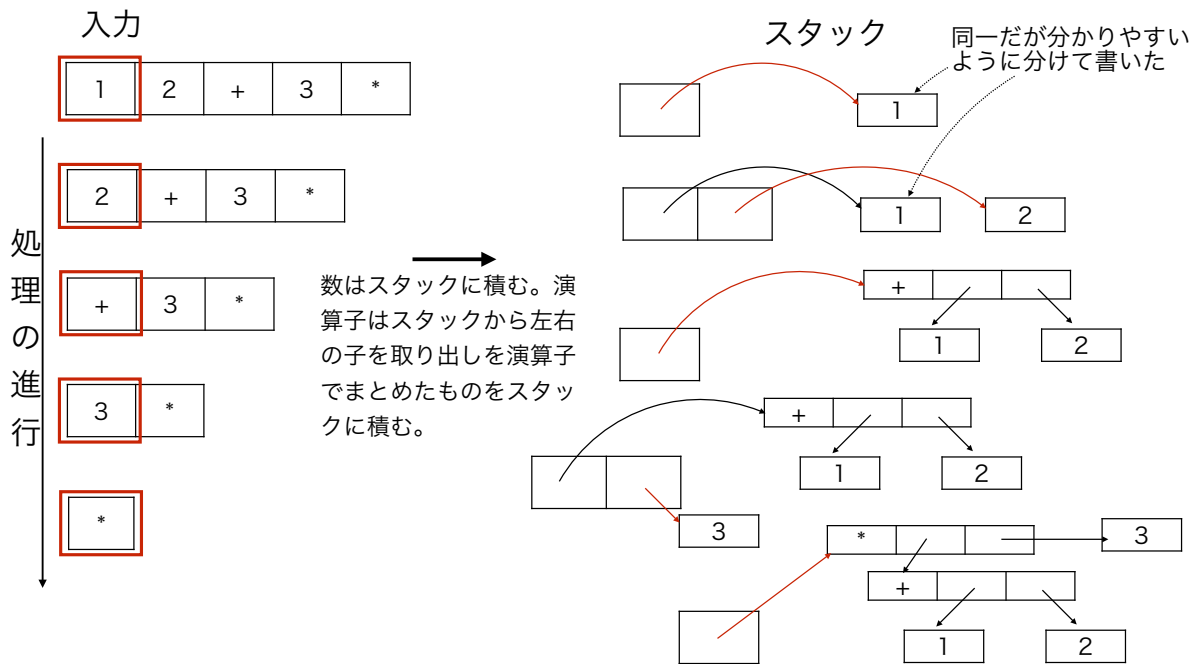 入力
1 2 + 3 *
2 + 3 *
+ 3 *
3 *
*
処理の進行
数はスタックに積む。演
算子はスタックから左右
の子を取り出しを演算子
でまとめたものをスタッ
クに積む。
スタック
同一だが分かりやすい
ように分けて書いた
1
1 2
+
1 2
+
1 2
3
* 3
+
1 2